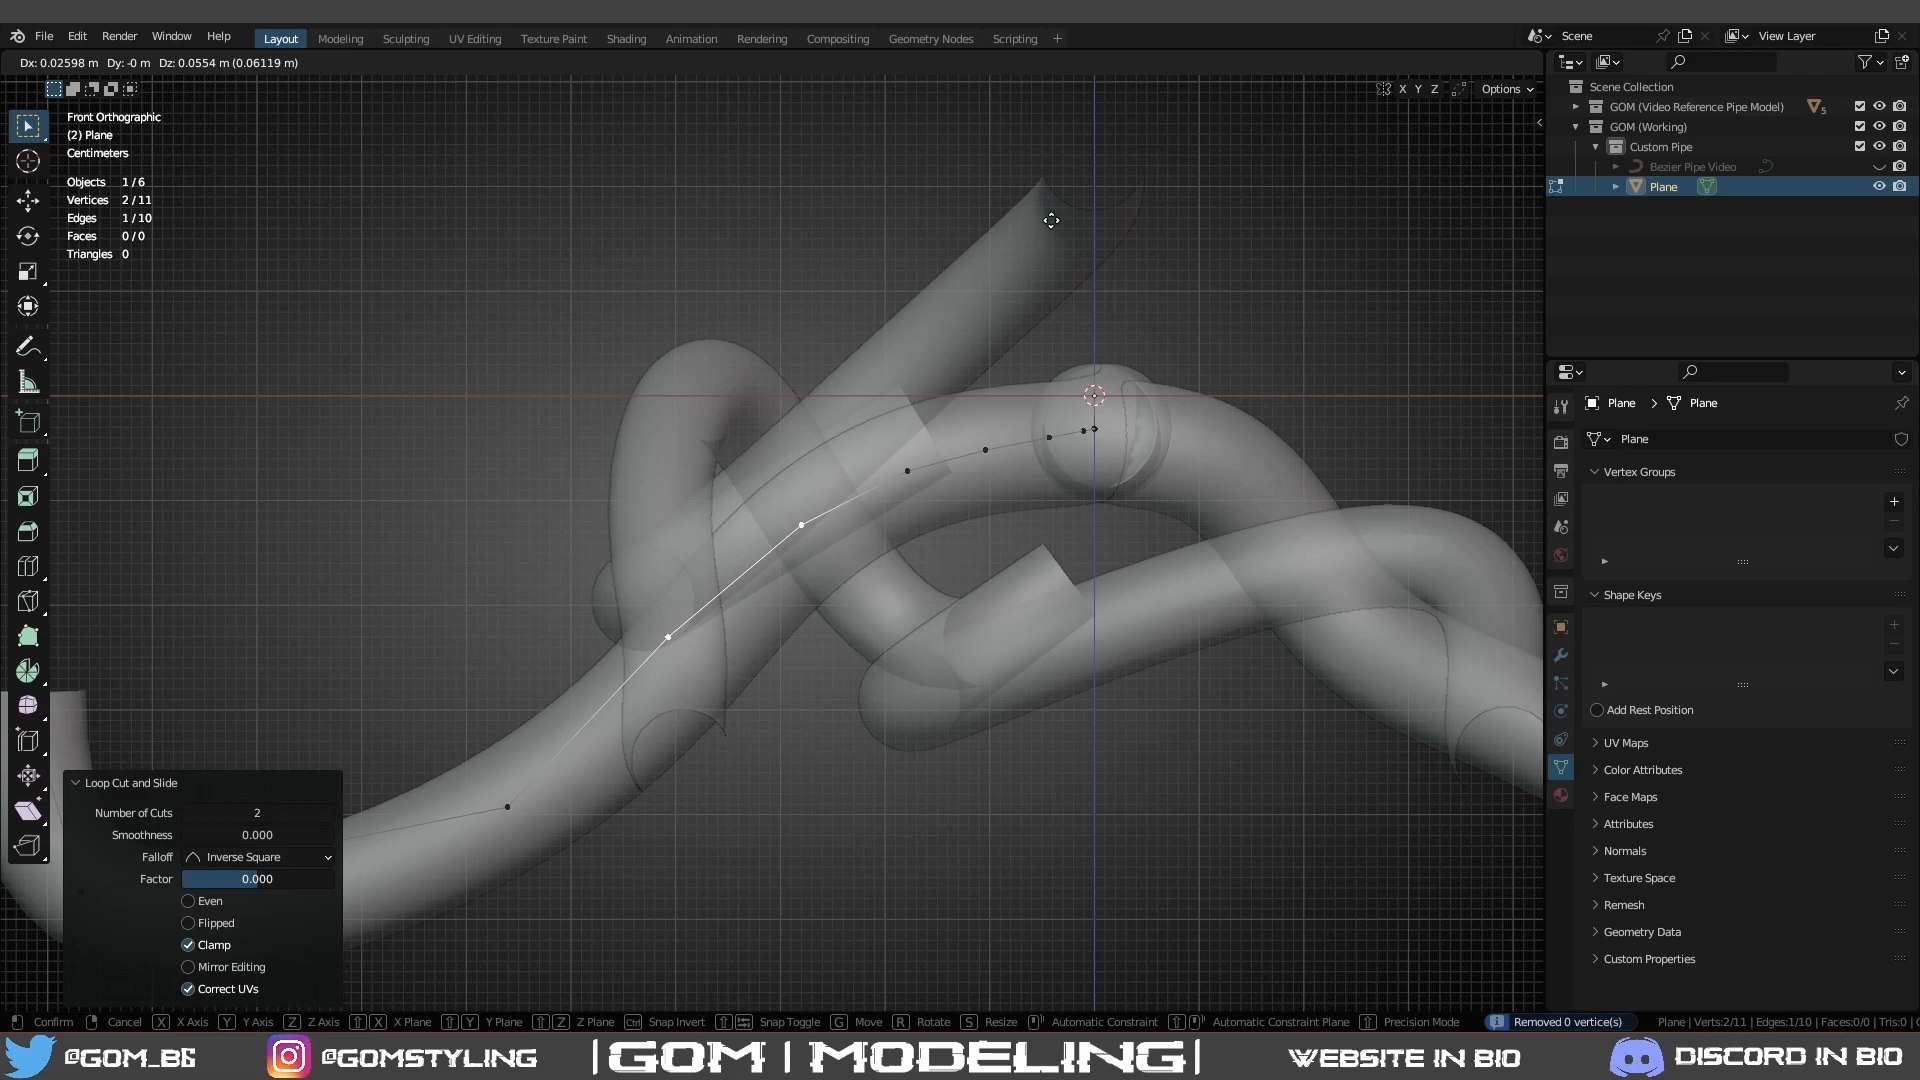 File Edit Render Window Help Layout Modeling Sculpting UV Editing Texture Paint Shading Animation Rendering Compositing Geometry Nodes Scripting + Scene View Layer
Dx: 0.02598 m Dy: -0 m Dz: 0.0554 m (0.06119 m)
X Y Z Options
Front Orthographic
(2) Plane
Centimeters
Objects 1 / 6
Vertices 2 / 11
Edges 1 / 10
Faces 0 / 0
Triangles 0
Scene Collection
GOM (Video Reference Pipe Model) 5
GOM (Working)
Custom Pipe
Bezier Pipe Video
Plane
Plane > Plane
Plane
Vertex Groups
Shape Keys
Add Rest Position
UV Maps
Color Attributes
Face Maps
Attributes
Normals
Texture Space
Remesh
Geometry Data
Custom Properties
Loop Cut and Slide
Number of Cuts 2
Smoothness 0.000
Falloff Inverse Square
Factor 0.000
Even
Flipped
Clamp
Mirror Editing
Correct UVs
Confirm Cancel X X Axis Y Y Axis Z Z Axis X X Plane Y Y Plane Z Z Plane Ctrl Snap Invert Snap Toggle G Move R Rotate S Resize Automatic Constraint Automatic Constraint Plane Precision Mode Removed 0 vertice(s) Plane | Verts:2/11 | Edges:1/10 | Faces:0/0 | Tris:0 |
@GOM_B6 @GOMSTYLING | GOM | MODELING | WEBSITE IN BIO DISCORD IN BIO